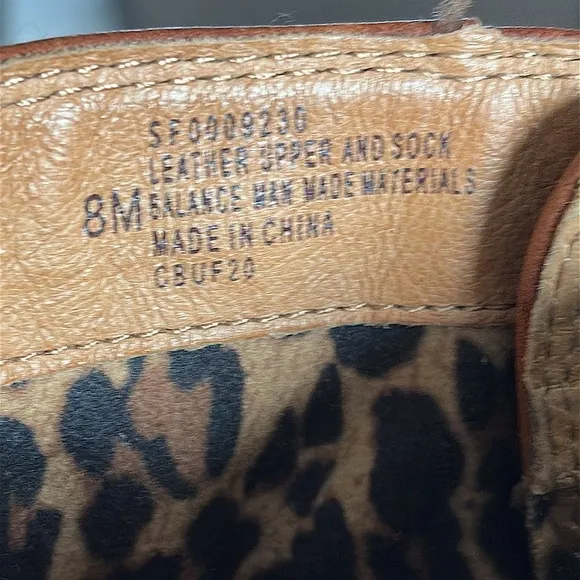 SF0009230
LEATHER UPPER AND SOCK
8M BALANCE MAN MADE MATERIALS
MADE IN CHINA
CBUF20